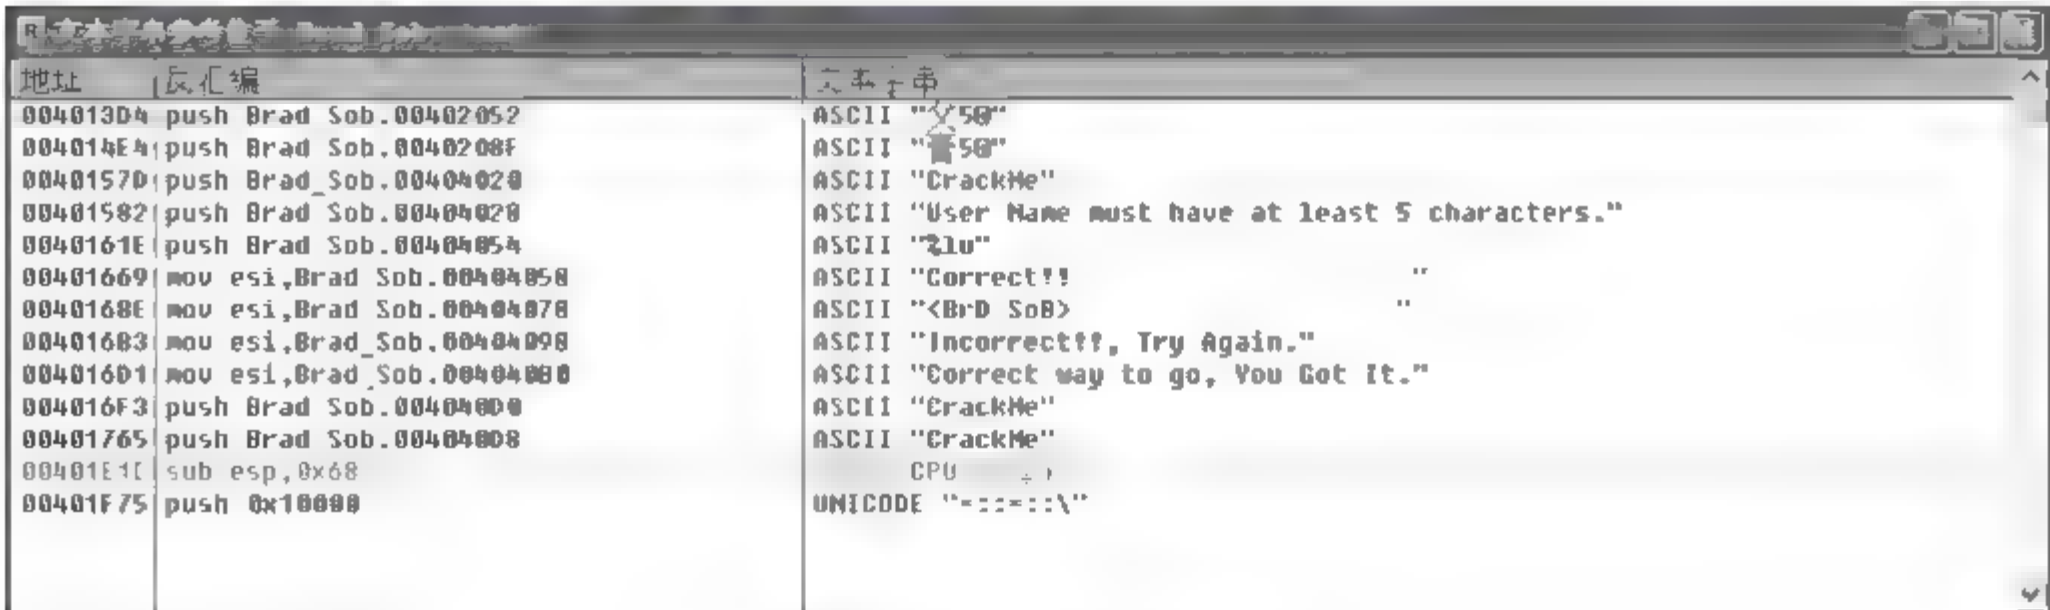 地址 反汇编 文本字串
004013D4 push Brad_Sob.00402052 ASCII "5@"
004014E4 push Brad_Sob.0040208F ASCII "5@"
0040157D push Brad_Sob.00404020 ASCII "CrackMe"
00401582 push Brad_Sob.00404028 ASCII "User Name must have at least 5 characters."
0040161E push Brad_Sob.00404054 ASCII "%lu"
00401669 mov esi,Brad_Sob.00404058 ASCII "Correct!! "
0040168E mov esi,Brad_Sob.00404078 ASCII "<BrD SoB> "
004016B3 mov esi,Brad_Sob.00404098 ASCII "Incorrect!!, Try Again."
004016D1 mov esi,Brad_Sob.004040B0 ASCII "Correct way to go, You Got It."
004016F3 push Brad_Sob.004040D0 ASCII "CrackMe"
00401765 push Brad_Sob.004040D8 ASCII "CrackMe"
sub esp,0x68 CPU
00401F75 push 0x10000 UNICODE "=::=::\"